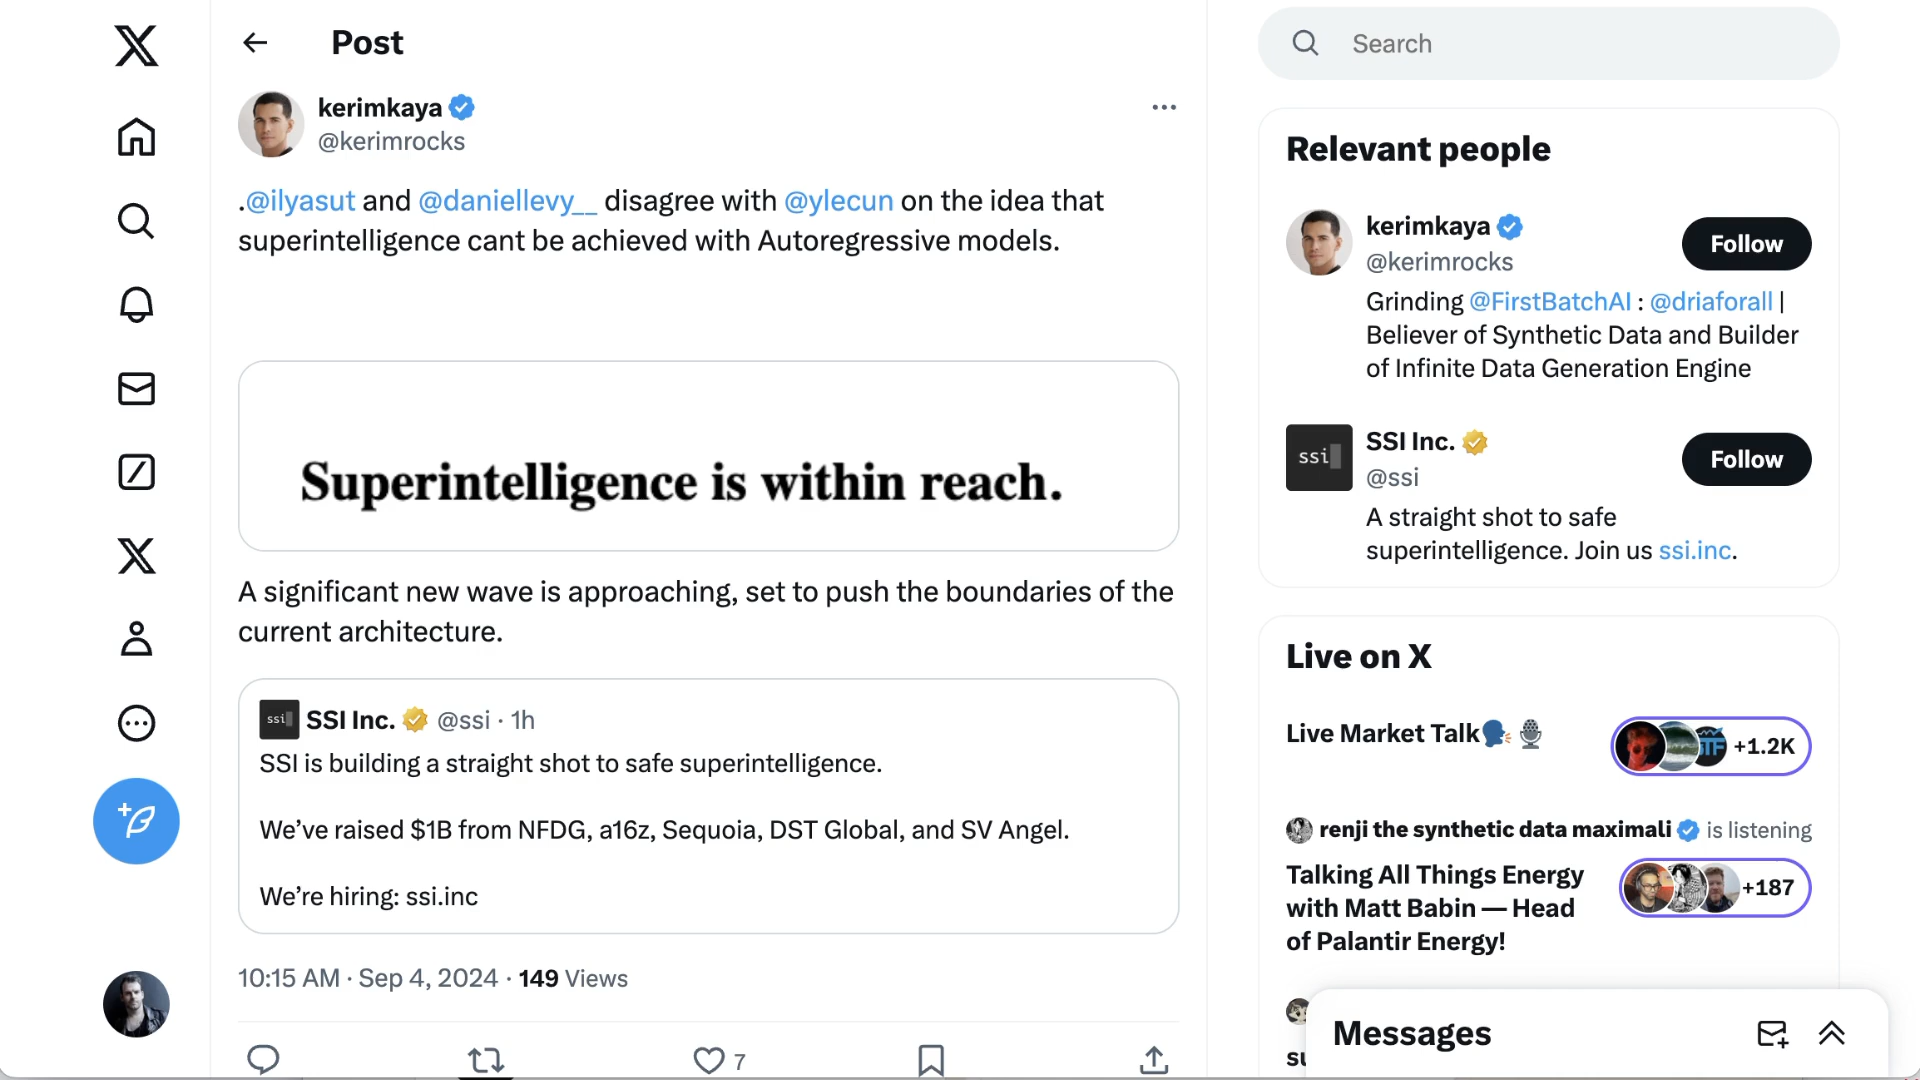 Post
kerimkaya
@kerimrocks
.@ilyasut and @daniellevy__ disagree with @ylecun on the idea that
superintelligence cant be achieved with Autoregressive models.
Superintelligence is within reach.
A significant new wave is approaching, set to push the boundaries of the
current architecture.
ssi SSI Inc. @ssi · 1h
SSI is building a straight shot to safe superintelligence.
We’ve raised $1B from NFDG, a16z, Sequoia, DST Global, and SV Angel.
We’re hiring: ssi.inc
10:15 AM · Sep 4, 2024 · 149 Views
7
Search
Relevant people
kerimkaya
@kerimrocks
Follow
Grinding @FirstBatchAI : @driaforall |
Believer of Synthetic Data and Builder
of Infinite Data Generation Engine
ssi
SSI Inc.
@ssi
Follow
A straight shot to safe
superintelligence. Join us ssi.inc.
Live on X
Live Market Talk
+1.2K
renji the synthetic data maximali is listening
Talking All Things Energy
with Matt Babin — Head
of Palantir Energy!
+187
Messages